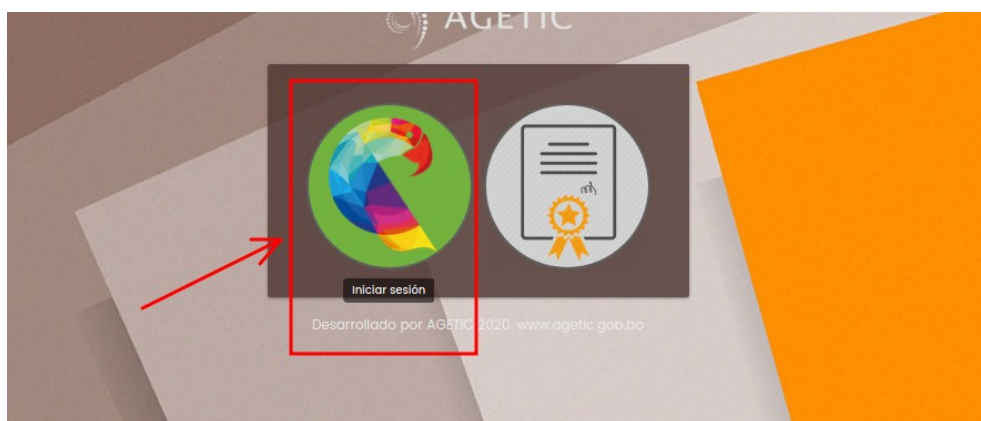 AGETIC
Iniciar sesión
Desarrollado por AGETIC 2020. www.agetic.gob.bo